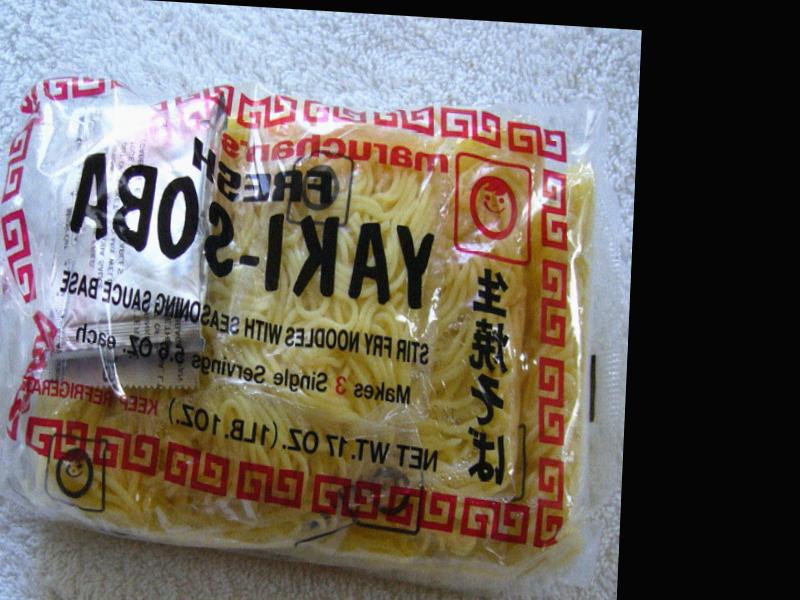 maruchan's
FRESH
YAKI-SOBA
STIR FRY NOODLES WITH SEASONING SAUCE BASE
Makes 3 Single Servings 5.6 OZ. each
KEEP REFRIGERATED
NET WT. 17 OZ. (1LB. 1OZ.)
生焼そば